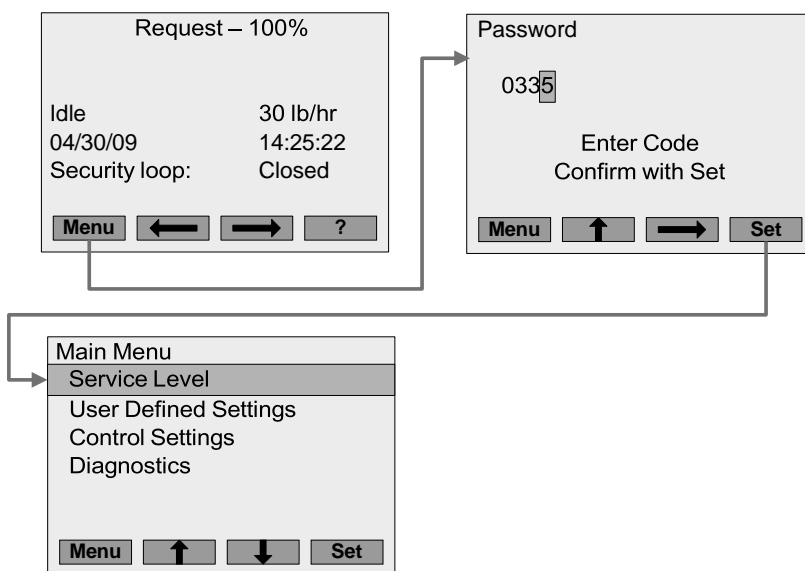 Request – 100%
Idle 30 lb/hr
04/30/09 14:25:22
Security loop: Closed
Menu ?
Password
0335
Enter Code
Confirm with Set
Menu Set
Main Menu
Service Level
User Defined Settings
Control Settings
Diagnostics
Menu Set